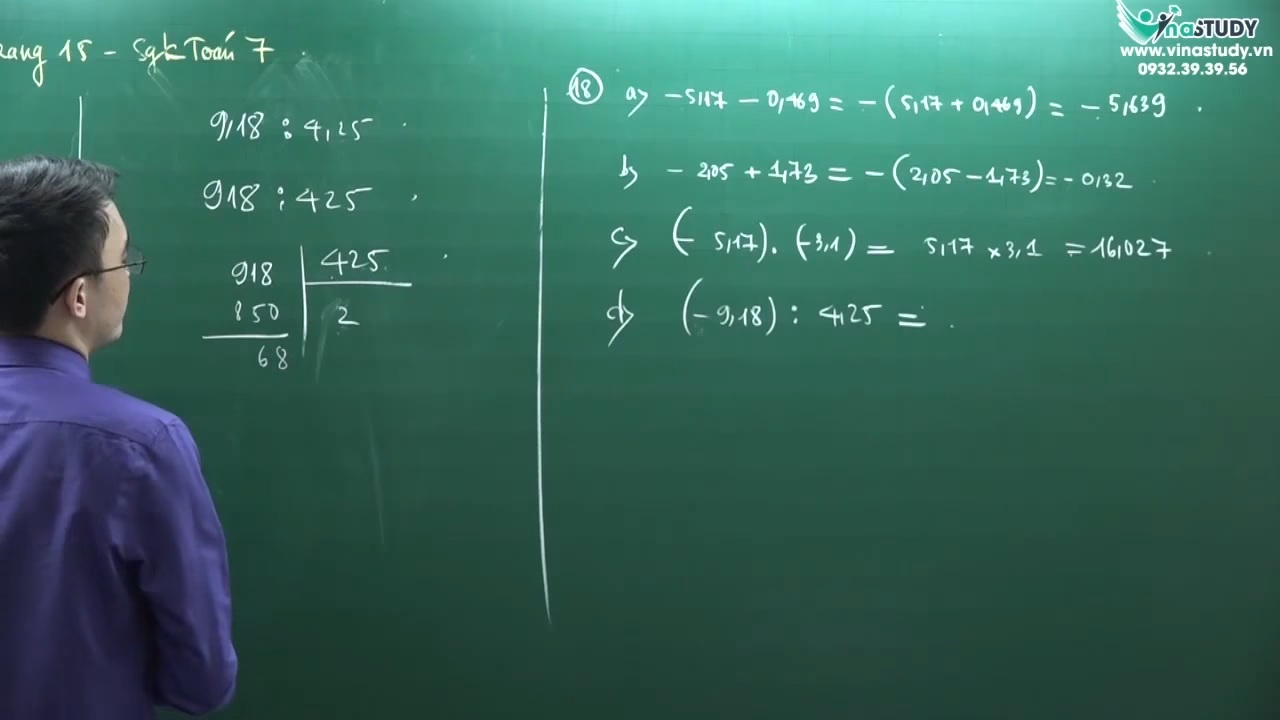 rang 15 - Sgk Toán 7
9,18 : 4,25
918 : 425
918 425
850 2
68
18 a) -5,17 - 0,469 = -(5,17 + 0,469) = -5,639
b) -2,05 + 1,73 = -(2,05 - 1,73) = -0,32
c) (-5,17) . (-3,1) = 5,17 × 3,1 = 16,027
d) (-9,18) : 4,25 =
VinaSTUDY
www.vinastudy.vn
0932.39.39.56